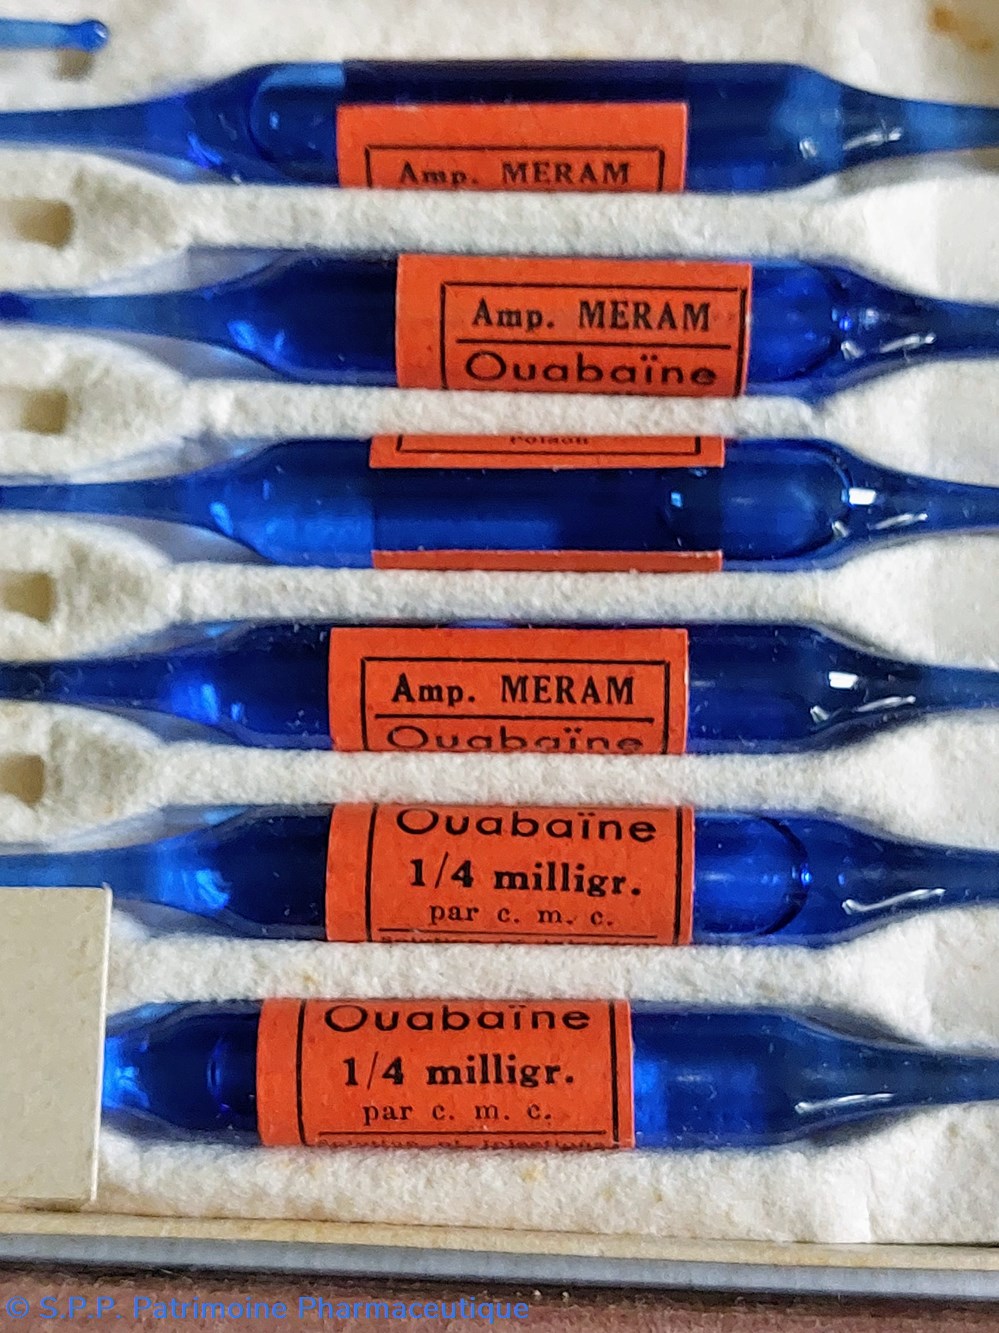 Amp. MERAM
Amp. MERAM
Ouabaïne
Poison
Amp. MERAM
Ouabaïne
Ouabaïne
1/4 milligr.
par c. m. c.
Ouabaïne
1/4 milligr.
par c. m. c.
© S.P.P. Patrimoine Pharmaceutique